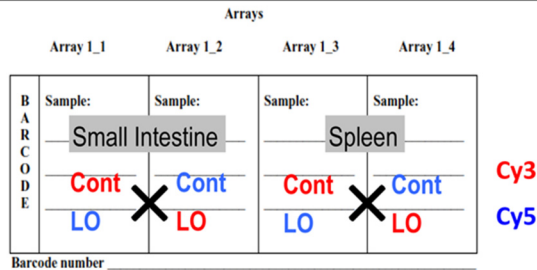 Arrays
Array 1_1 Array 1_2 Array 1_3 Array 1_4
BARCODE
Sample: Sample: Sample: Sample:
Small Intestine Spleen
Cont Cont Cont Cont
LO LO LO LO
Cy3
Cy5
Barcode number